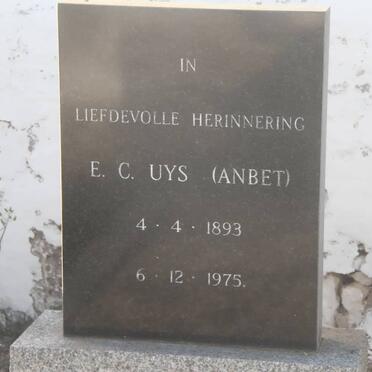 IN
LIEFDEVOLLE HERINNERING
E. C. UYS (ANBET)
4 · 4 · 1893
6 · 12 · 1975.